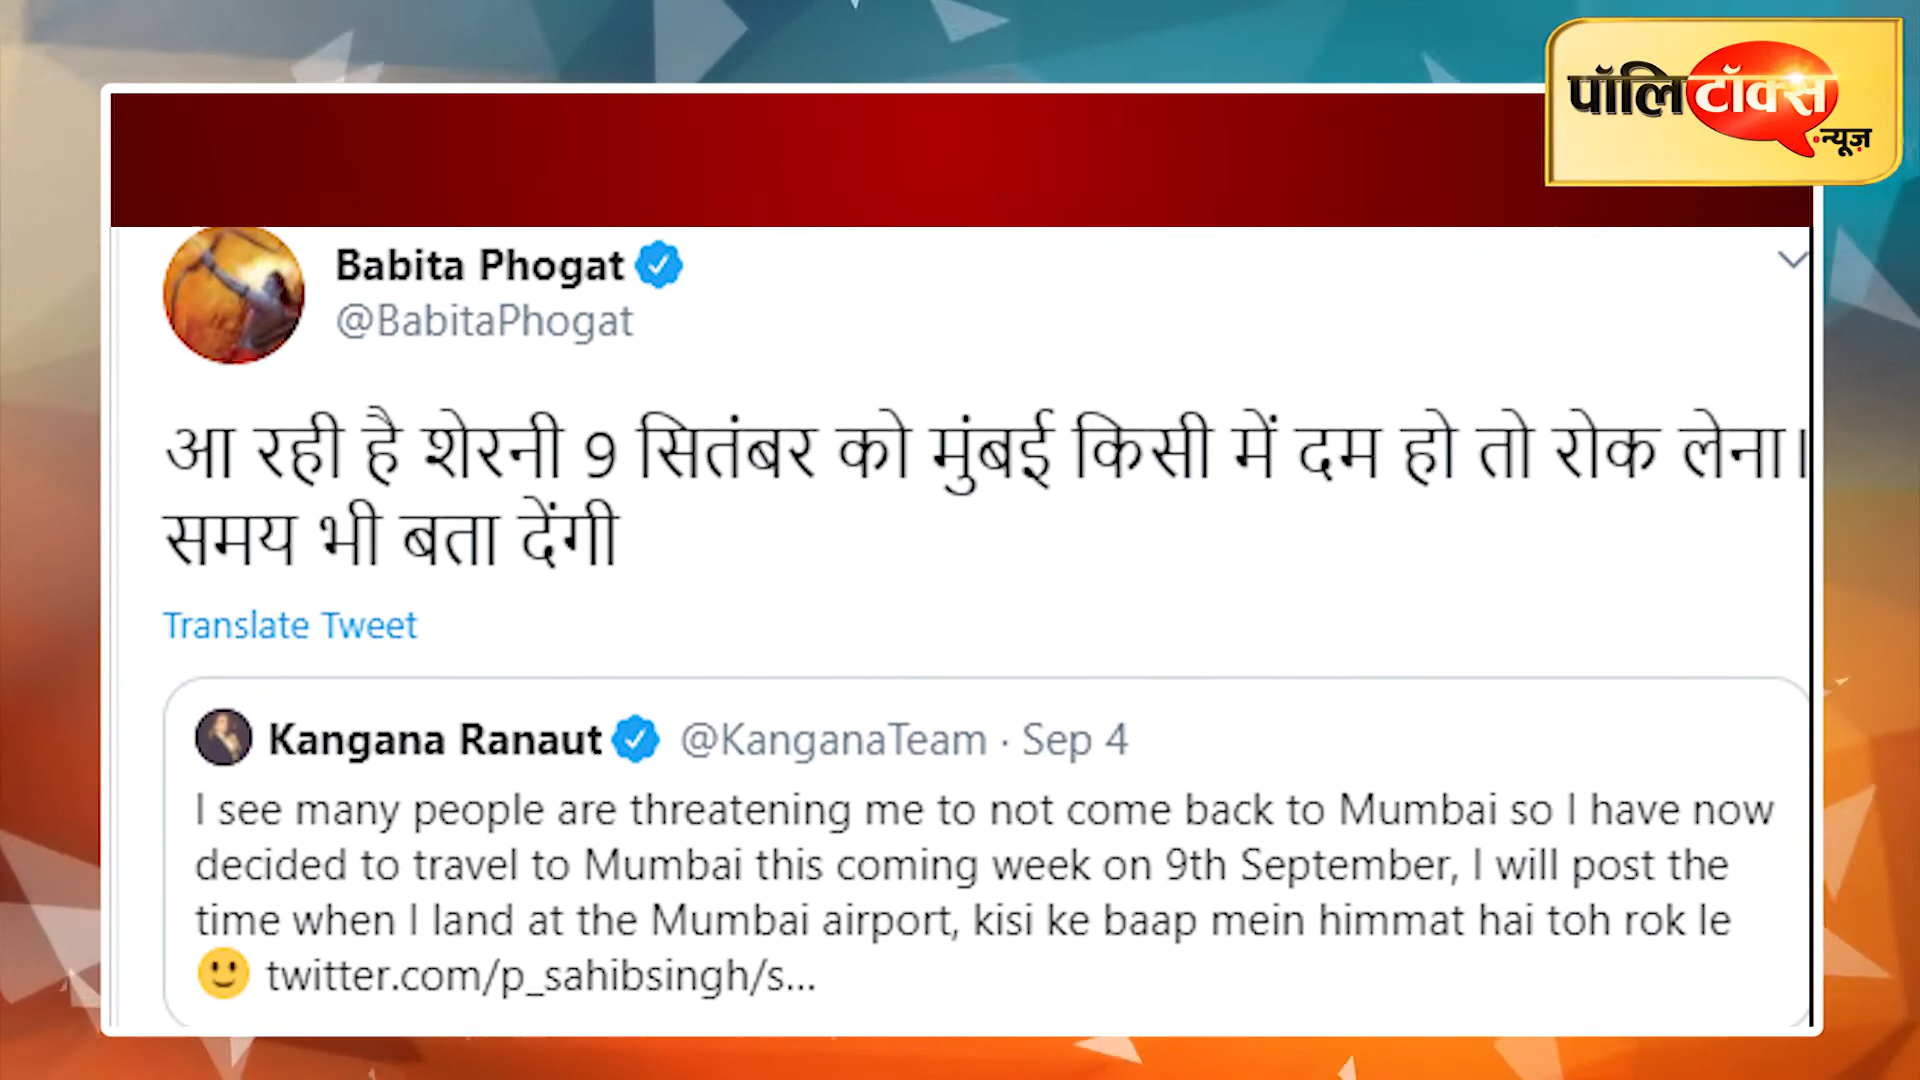 पॉलिटॉक्स
न्यूज़
Babita Phogat
@BabitaPhogat
आ रही है शेरनी 9 सितंबर को मुंबई किसी में दम हो तो रोक लेना।
समय भी बता देंगी
Translate Tweet
Kangana Ranaut @KanganaTeam · Sep 4
I see many people are threatening me to not come back to Mumbai so I have now
decided to travel to Mumbai this coming week on 9th September, I will post the
time when I land at the Mumbai airport, kisi ke baap mein himmat hai toh rok le
🙂 twitter.com/p_sahibsingh/s...